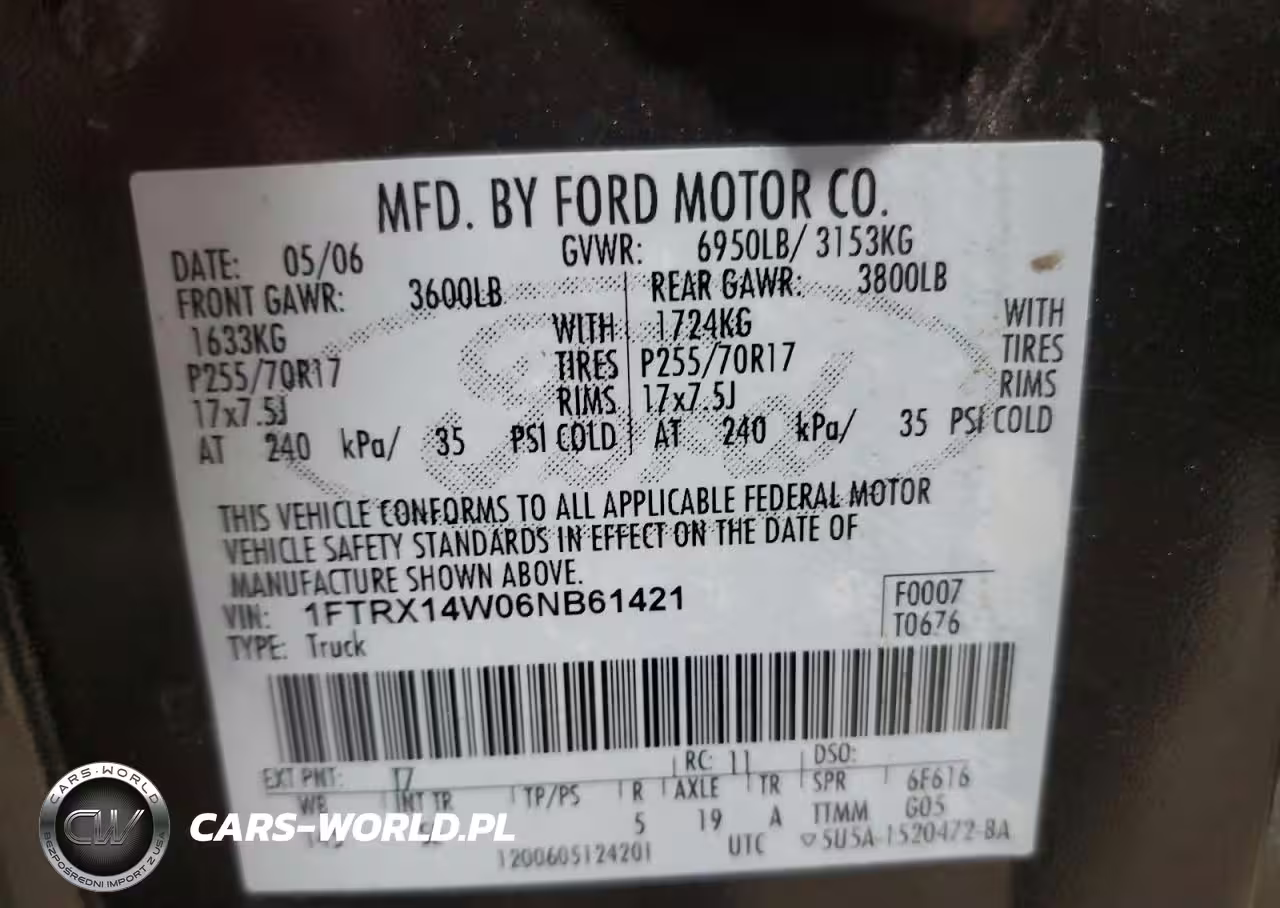 MFD. BY FORD MOTOR CO.
DATE: 05/06 GVWR: 6950LB/ 3153KG
FRONT GAWR: 3600LB REAR GAWR: 3800LB
1633KG WITH 1724KG WITH
P255/70R17 TIRES P255/70R17 TIRES
17x7.5J RIMS 17x7.5J RIMS
AT 240 kPa/ 35 PSI COLD AT 240 kPa/ 35 PSI COLD
Ford
THIS VEHICLE CONFORMS TO ALL APPLICABLE FEDERAL MOTOR
VEHICLE SAFETY STANDARDS IN EFFECT ON THE DATE OF
MANUFACTURE SHOWN ABOVE.
VIN: 1FTRX14W06NB61421
F0007
TYPE: Truck
T0676
EXT PNT: RC: 11 DSO:
WB INT TR TP/PS R AXLE TR SPR 6F616
5 19 A TTMM G05
1200605124201 UTC ▽5U5A-1520472-BA
CARS-WORLD
CW
BEZPOŚREDNI IMPORT Z USA
CARS-WORLD.PL